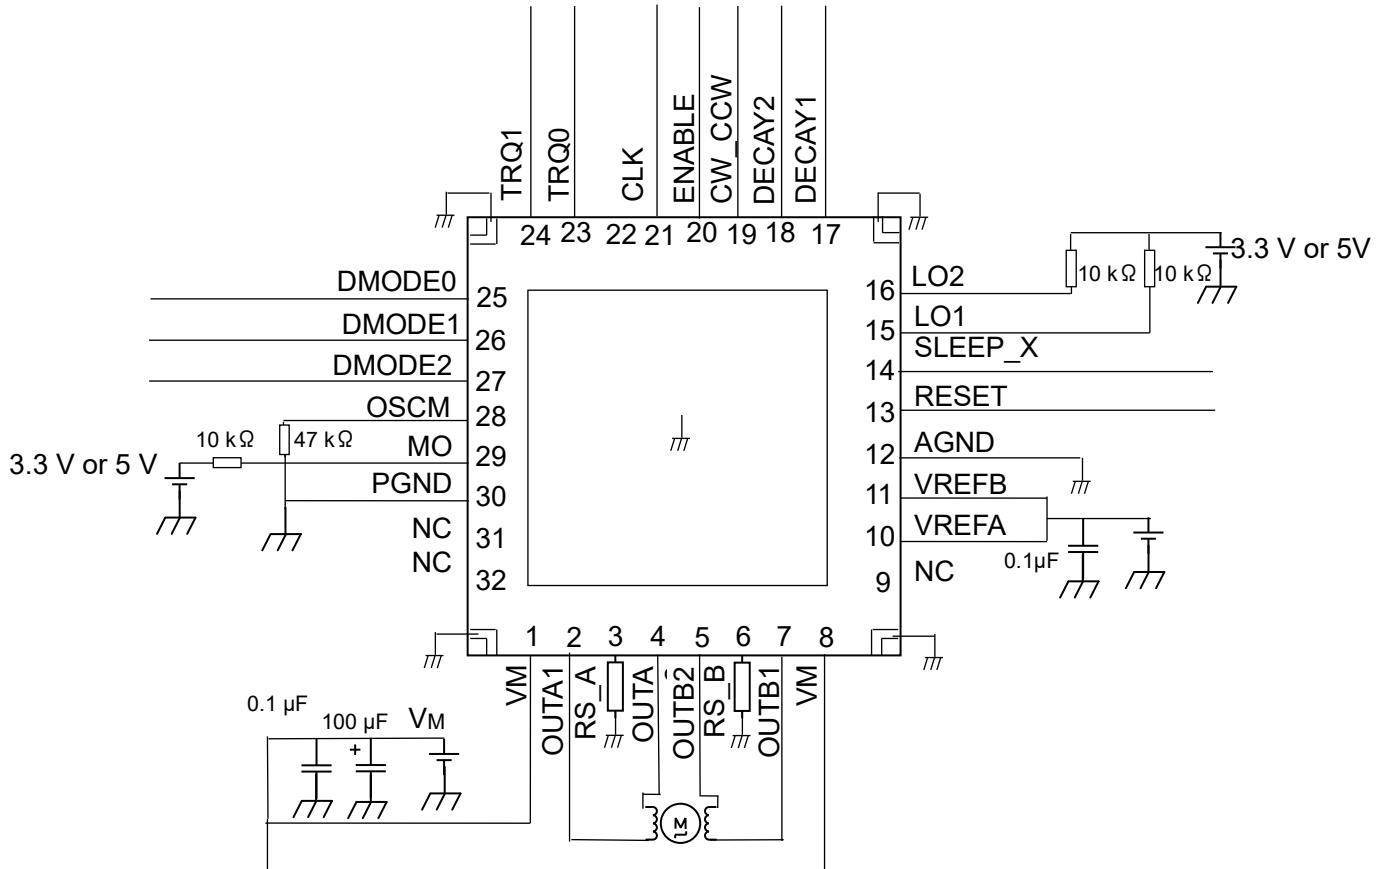 TRQ1
TRQ0
CLK
ENABLE
CW_CCW
DECAY2
DECAY1
24 23 22 21 20 19 18 17
DMODE0 25
DMODE1 26
DMODE2 27
OSCM 28
10 kΩ 47 kΩ
MO 29
3.3 V or 5 V
PGND 30
NC 31
NC 32
3.3 V or 5V
10 kΩ 10 kΩ
16 LO2
15 LO1
SLEEP_X
14
RESET
13
12 AGND
11 VREFB
10 VREFA
0.1µF
9 NC
1 2 3 4 5 6 7 8
VM
OUTA1
RS_A
OUTA
OUTB2
RS_B
OUTB1
VM
0.1 µF
100 µF
+
VM
M